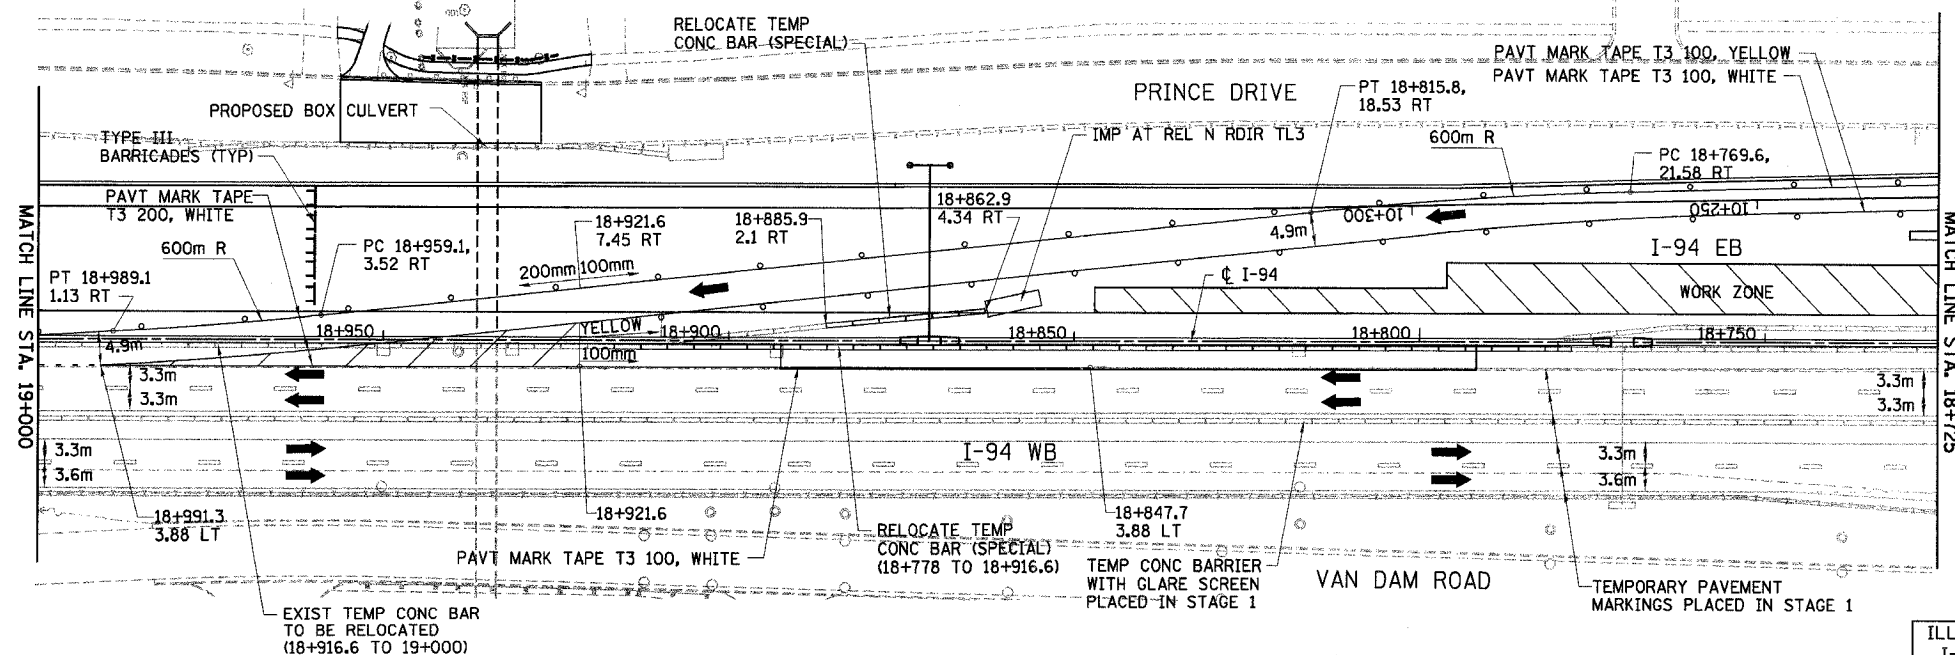 RELOCATE TEMP
CONC BAR (SPECIAL)
PAVT MARK TAPE T3 100, YELLOW
PAVT MARK TAPE T3 100, WHITE
PROPOSED BOX CULVERT
PRINCE DRIVE
PT 18+815.8,
18.53 RT
TYPE III
BARRICADES (TYP)
IMP AT REL N RDIR TL3
600m R
PC 18+769.6,
21.58 RT
PAVT MARK TAPE
T3 200, WHITE
18+921.6
7.45 RT
18+885.9
2.1 RT
18+862.9
4.34 RT
10+300
10+250
4.9m
600m R
PC 18+959.1,
3.52 RT
I-94 EB
PT 18+989.1
1.13 RT
200mm
100mm
℄ I-94
WORK ZONE
MATCH LINE STA. 19+000
MATCH LINE STA. 18+725
18+950
YELLOW
18+900
18+850
18+800
18+750
4.9m
100mm
3.3m
3.3m
3.3m
3.3m
3.3m
3.6m
I-94 WB
3.3m
3.6m
18+991.3
3.88 LT
18+921.6
18+847.7
3.88 LT
PAVT MARK TAPE T3 100, WHITE
RELOCATE TEMP
CONC BAR (SPECIAL)
(18+778 TO 18+916.6)
TEMP CONC BARRIER
WITH GLARE SCREEN
PLACED IN STAGE 1
VAN DAM ROAD
TEMPORARY PAVEMENT
MARKINGS PLACED IN STAGE 1
EXIST TEMP CONC BAR
TO BE RELOCATED
(18+916.6 TO 19+000)
ILL
I-